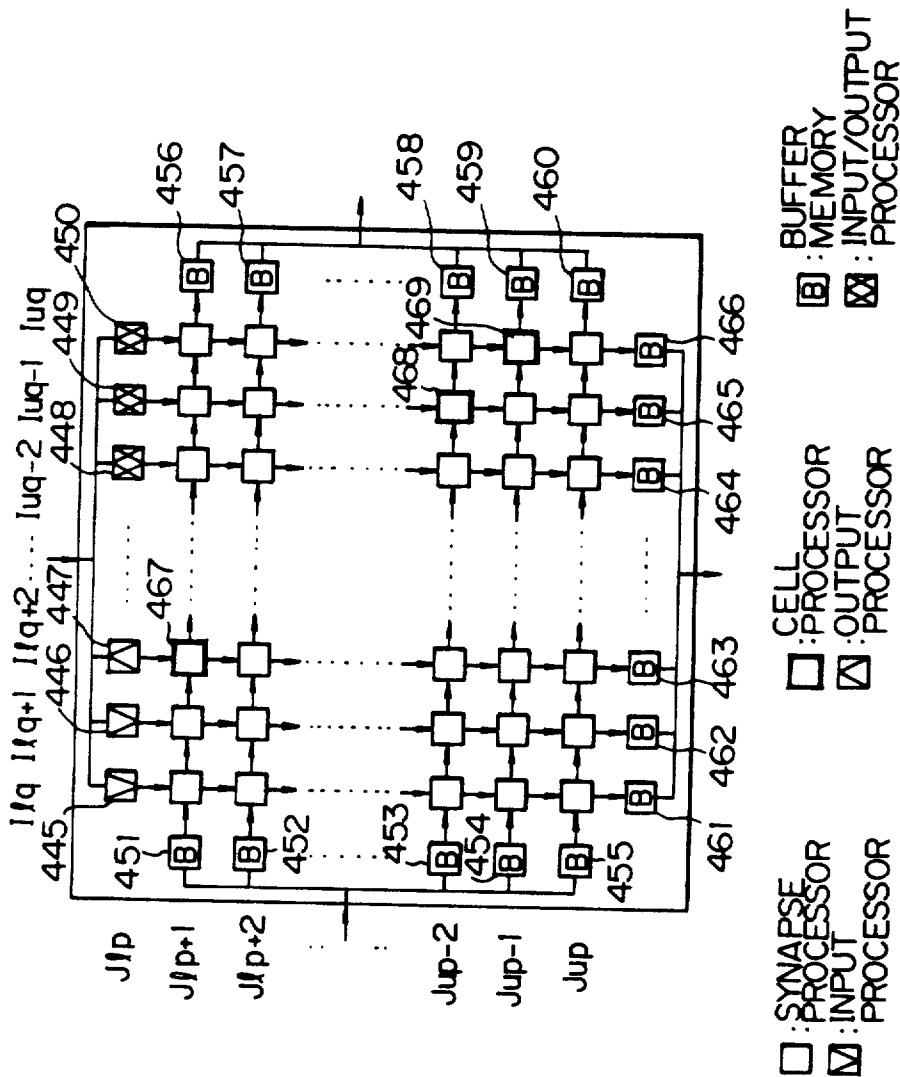 Iℓq Iℓq+1 Iℓq+2 ···· Iuq-2 Iuq-1 Iuq
445 446 447 448 449 450
Jℓp
Jℓp+1
Jℓp+2
Jup-2
Jup-1
Jup
451 B 467 B 456
B 452 B 457
453 B 468 B 458
454 B 469 B 459
B 455 B 460
B B B B B B
461 462 463 464 465 466
: SYNAPSE PROCESSOR
: INPUT PROCESSOR
: CELL PROCESSOR
: OUTPUT PROCESSOR
B : BUFFER MEMORY
: INPUT/OUTPUT PROCESSOR